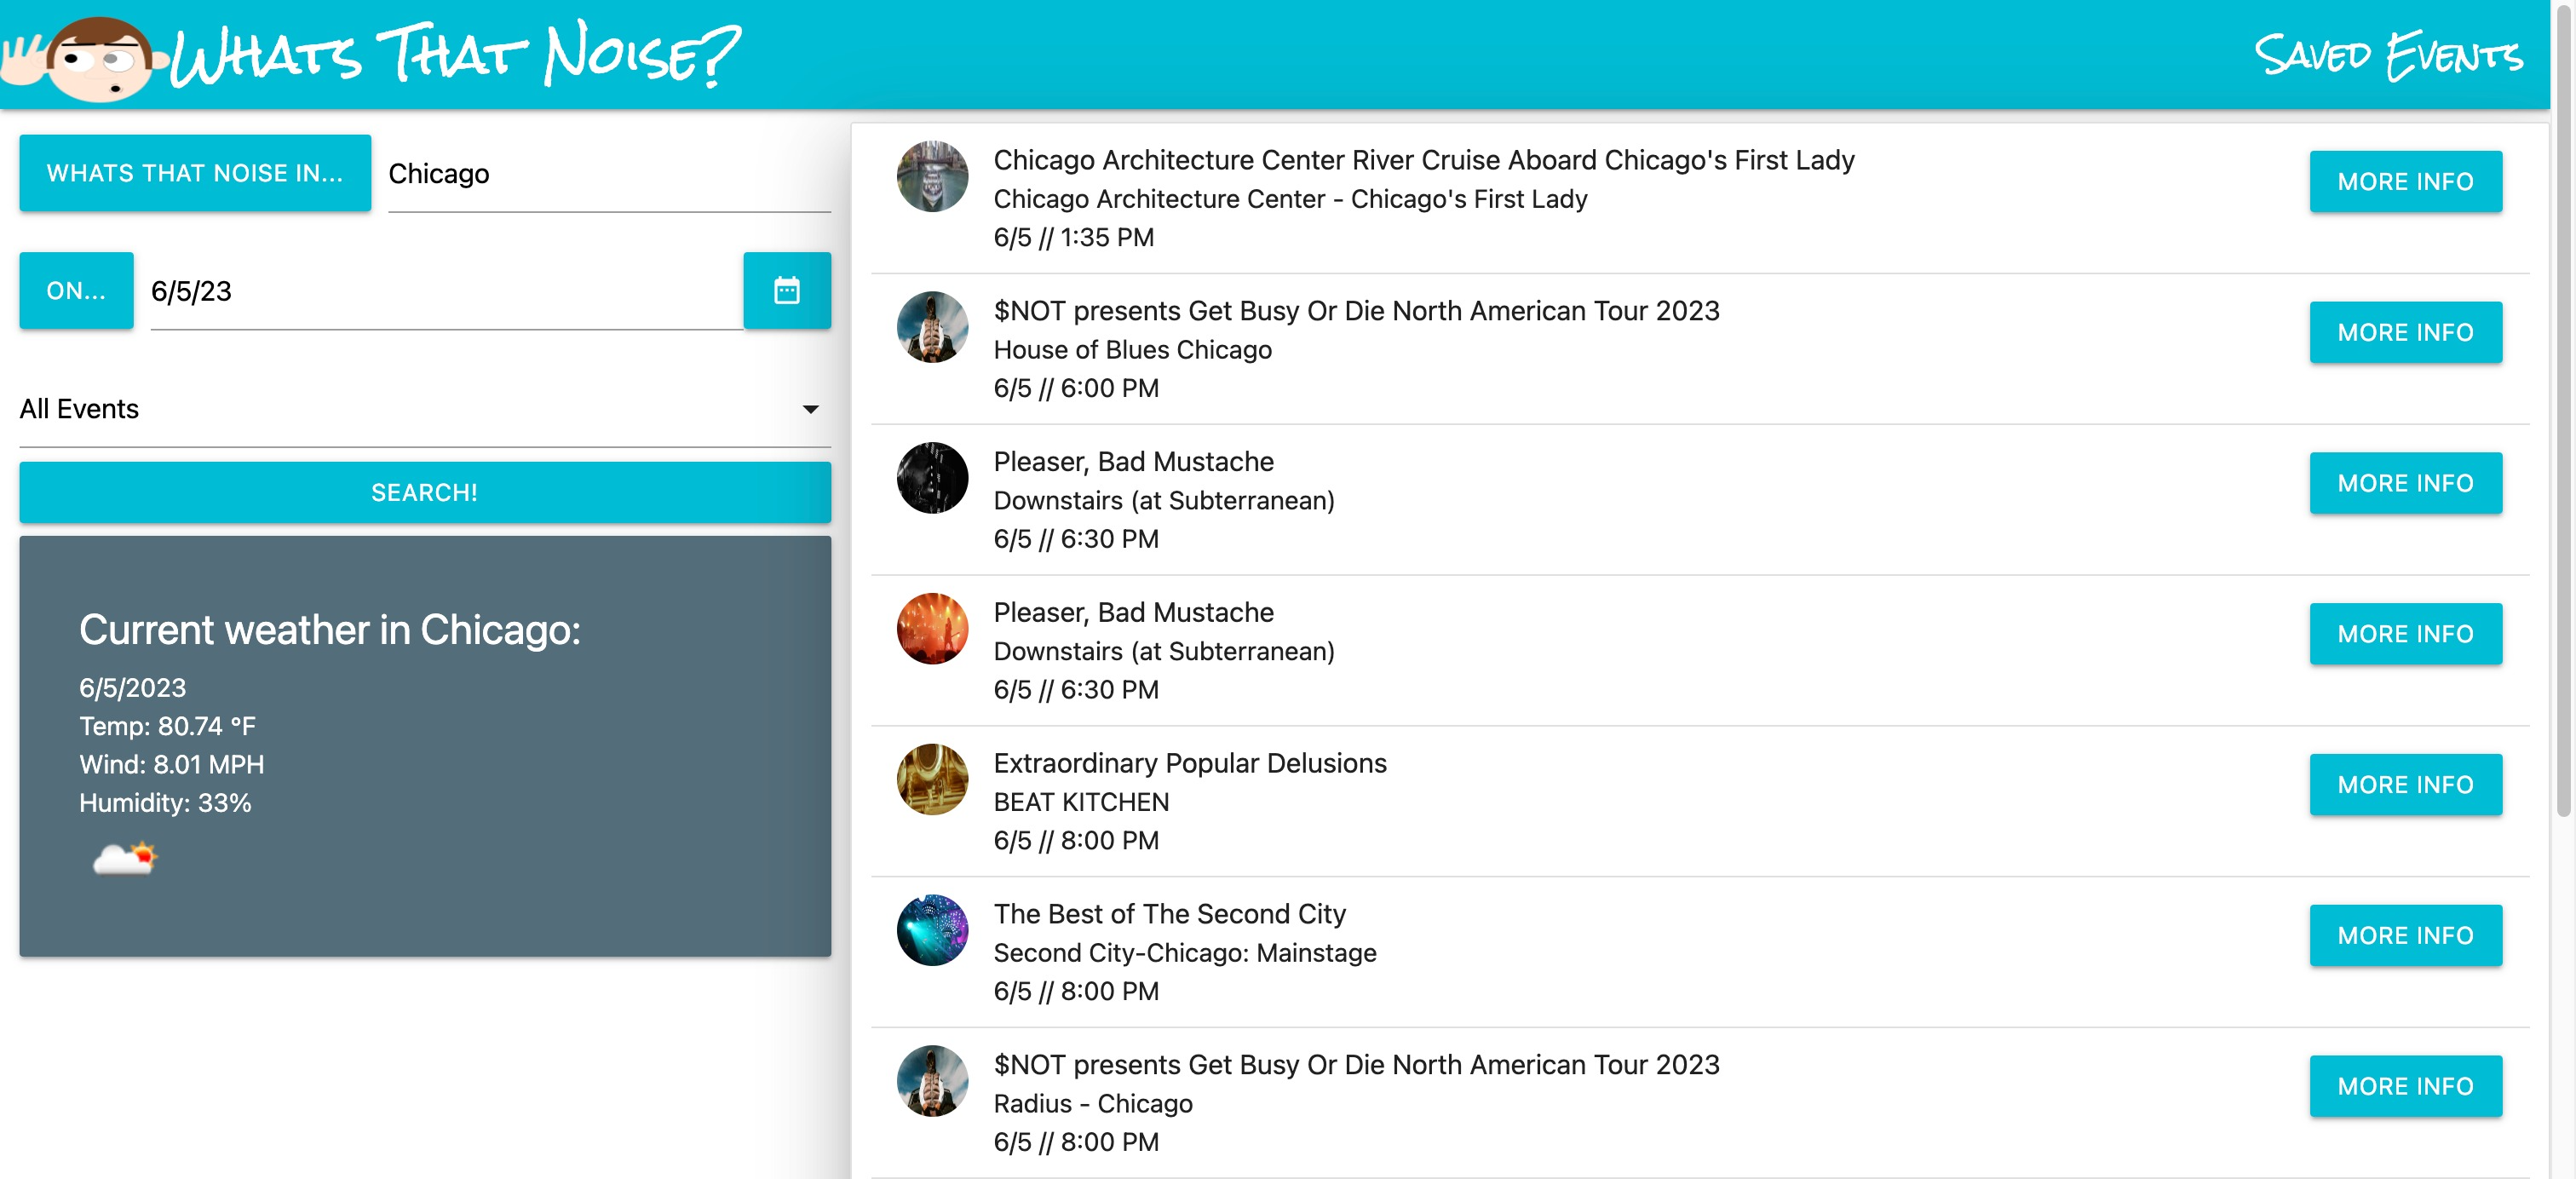 Whats That Noise?
Saved Events
WHATS THAT NOISE IN...
Chicago
ON...
6/5/23
All Events
SEARCH!
Current weather in Chicago:
6/5/2023
Temp: 80.74 °F
Wind: 8.01 MPH
Humidity: 33%
Chicago Architecture Center River Cruise Aboard Chicago's First Lady
Chicago Architecture Center - Chicago's First Lady
6/5 // 1:35 PM
MORE INFO
$NOT presents Get Busy Or Die North American Tour 2023
House of Blues Chicago
6/5 // 6:00 PM
MORE INFO
Pleaser, Bad Mustache
Downstairs (at Subterranean)
6/5 // 6:30 PM
MORE INFO
Pleaser, Bad Mustache
Downstairs (at Subterranean)
6/5 // 6:30 PM
MORE INFO
Extraordinary Popular Delusions
BEAT KITCHEN
6/5 // 8:00 PM
MORE INFO
The Best of The Second City
Second City-Chicago: Mainstage
6/5 // 8:00 PM
MORE INFO
$NOT presents Get Busy Or Die North American Tour 2023
Radius - Chicago
6/5 // 8:00 PM
MORE INFO